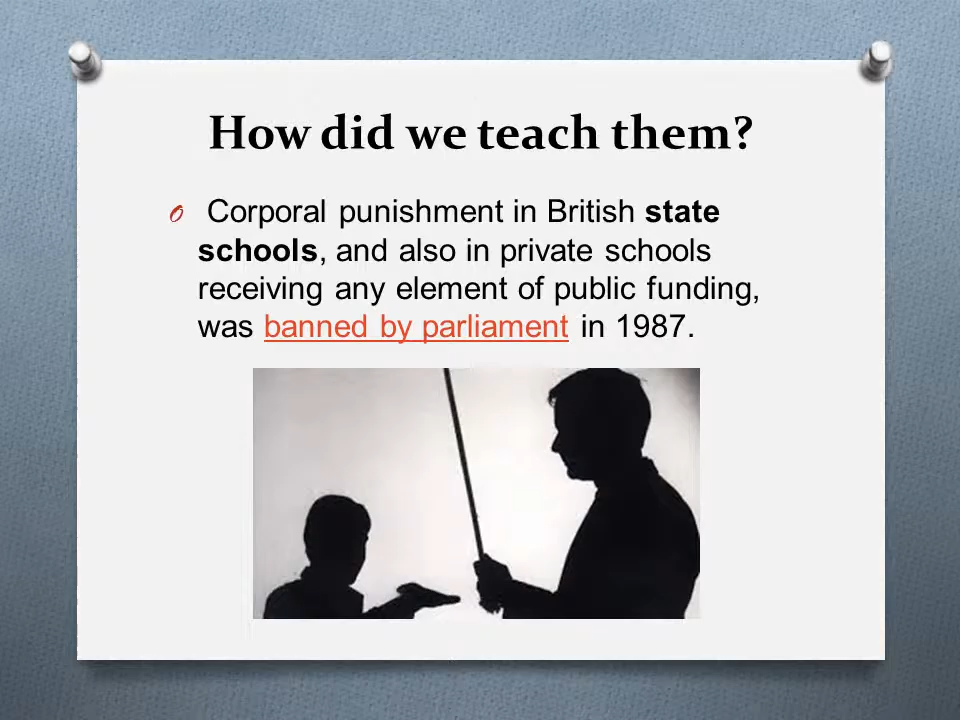 How did we teach them?
Corporal punishment in British state
schools, and also in private schools
receiving any element of public funding,
was banned by parliament in 1987.